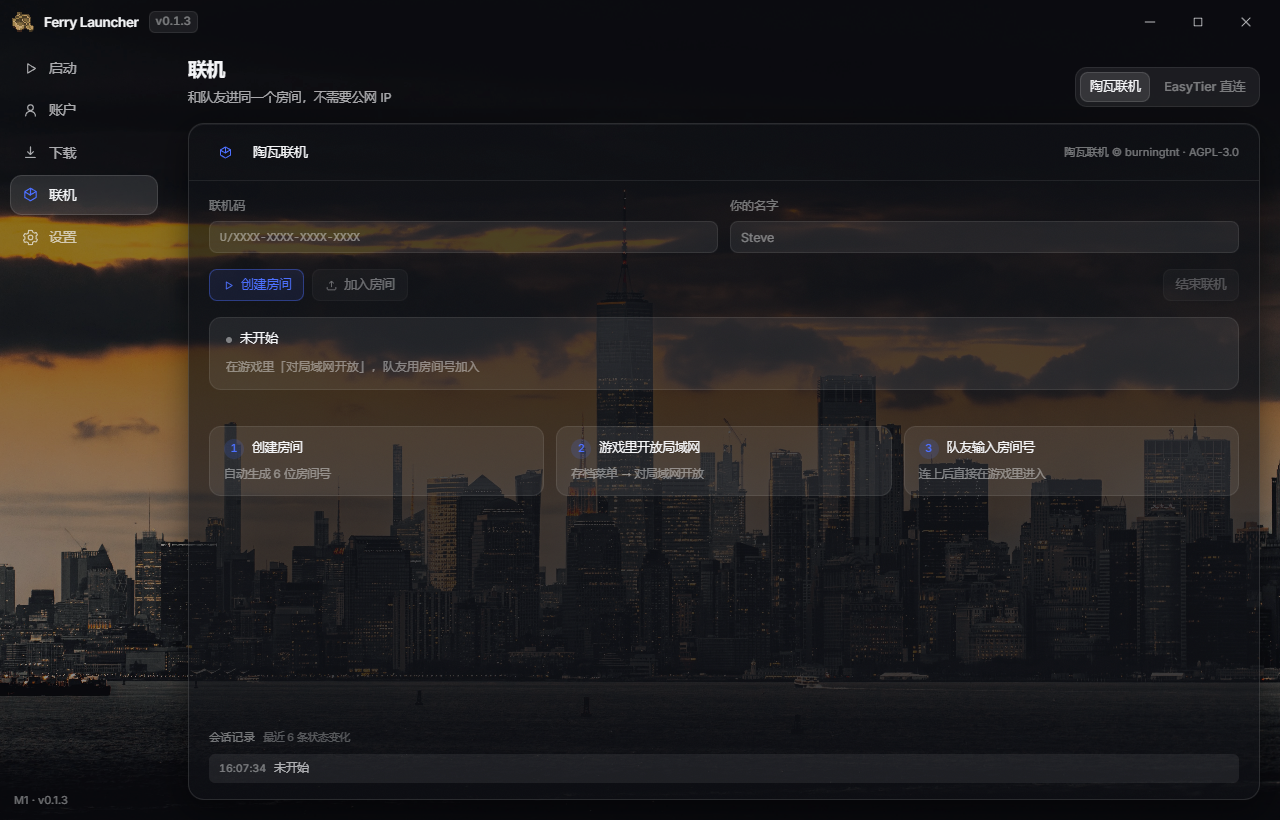 Ferry Launcher v0.1.3
启动
账户
下载
联机
设置
M1 · v0.1.3
联机
和队友进同一个房间，不需要公网 IP
陶瓦联机 EasyTier 直连
陶瓦联机
陶瓦联机 © burningtnt · AGPL-3.0
联机码
U/XXXX-XXXX-XXXX-XXXX
你的名字
Steve
创建房间 加入房间 结束联机
未开始
在游戏里「对局域网开放」，队友用房间号加入
1 创建房间
自动生成 6 位房间号
2 游戏里开放局域网
存档菜单 → 对局域网开放
3 队友输入房间号
连上后直接在游戏里进入
会话记录 最近 6 条状态变化
16:07:34 未开始